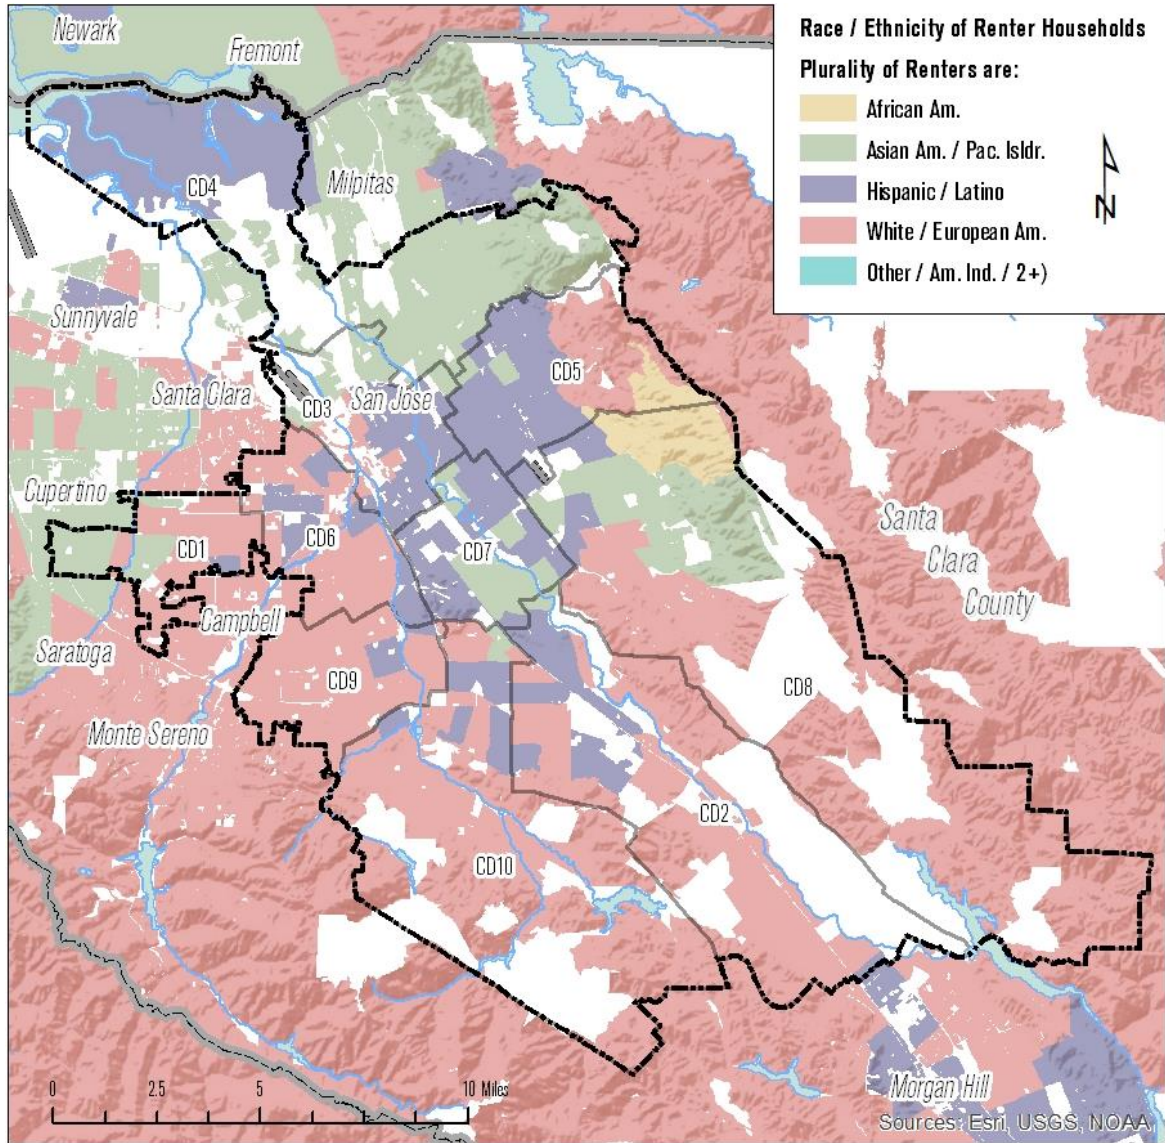 Newark
Fremont
Race / Ethnicity of Renter Households
Plurality of Renters are:
African Am.
Asian Am. / Pac. Isldr.
Hispanic / Latino
White / European Am.
Other / Am. Ind. / 2+)
N
CD4
Milpitas
Sunnyvale
Santa Clara
CD3
San Jose
CD5
Cupertino
CD1
CD6
CD7
Santa
Clara
County
Campbell
Saratoga
CD9
CD8
Monte Sereno
CD2
CD10
Morgan Hill
0 2.5 5 10 Miles
Sources: Esri, USGS, NOAA